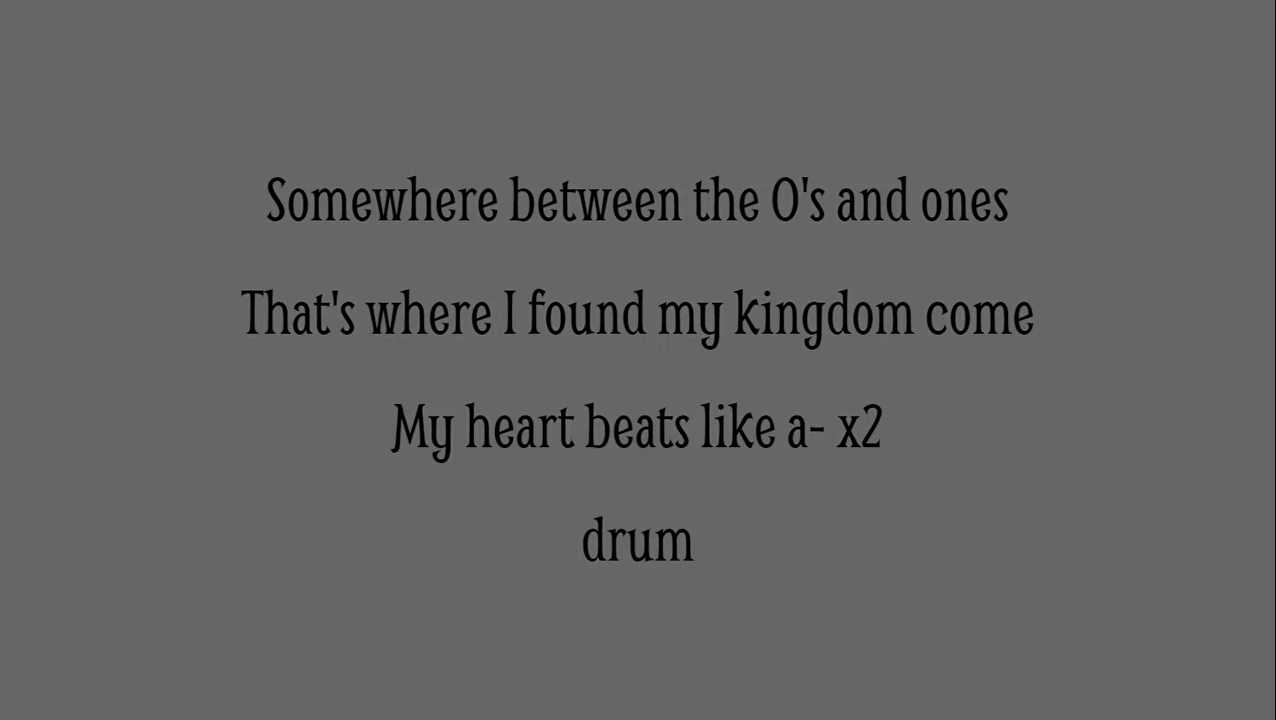 Somewhere between the O's and ones
That's where I found my kingdom come
My heart beats like a- x2
drum